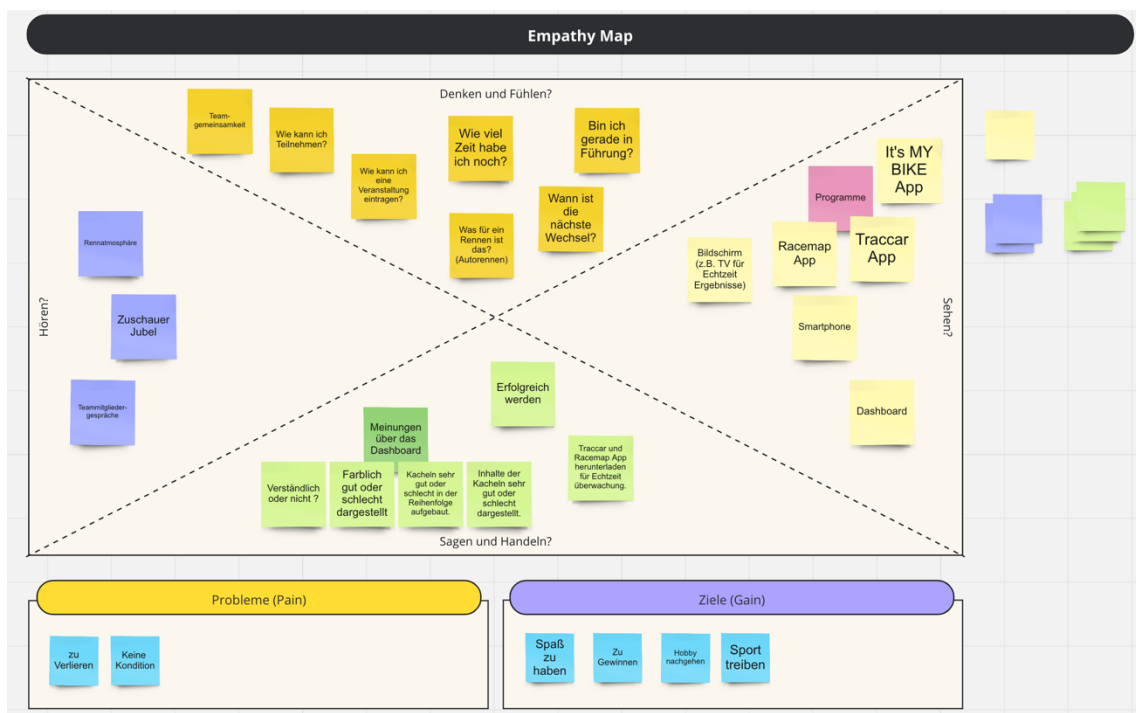 Empathy Map
Denken und Fühlen?
Team-
gemeinsamkeit
Wie kann ich
Teilnehmen?
Wie kann ich
eine
Veranstaltung
eintragen?
Wie viel
Zeit habe
ich noch?
Bin ich
gerade in
Führung?
Was für ein
Rennen ist
das?
(Autorennen)
Wann ist
die
nächste
Wechsel?
Hören?
Rennatmosphäre
Zuschauer
Jubel
Teammitglieder-
gespräche
Sehen?
It's MY
BIKE
App
Programme
Bildschirm
(z.B. TV für
Echtzeit
Ergebnisse)
Racemap
App
Traccar
App
Smartphone
Dashboard
Erfolgreich
werden
Meinungen
über das
Dashboard
Verständlich
oder nicht ?
Farblich
gut oder
schlecht
dargestellt
Kacheln sehr
gut oder
schlecht in der
Reihenfolge
aufgebaut.
Inhalte der
Kacheln sehr
gut oder
schlecht
dargestellt.
Traccar und
Racemap App
herunterladen
für Echtzeit
überwachung.
Sagen und Handeln?
Probleme (Pain)
zu
Verlieren
Keine
Kondition
Ziele (Gain)
Spaß
zu
haben
Zu
Gewinnen
Hobby
nachgehen
Sport
treiben